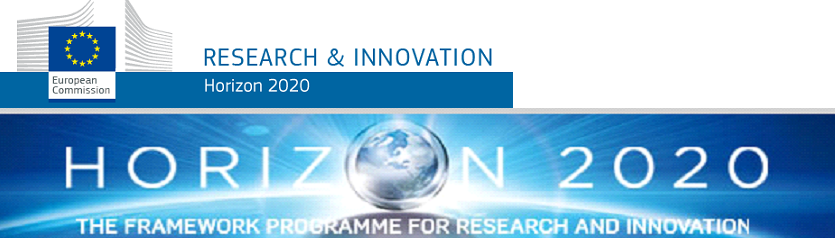 European
Commission
RESEARCH & INNOVATION
Horizon 2020
HORIZON 2020
THE FRAMEWORK PROGRAMME FOR RESEARCH AND INNOVATION